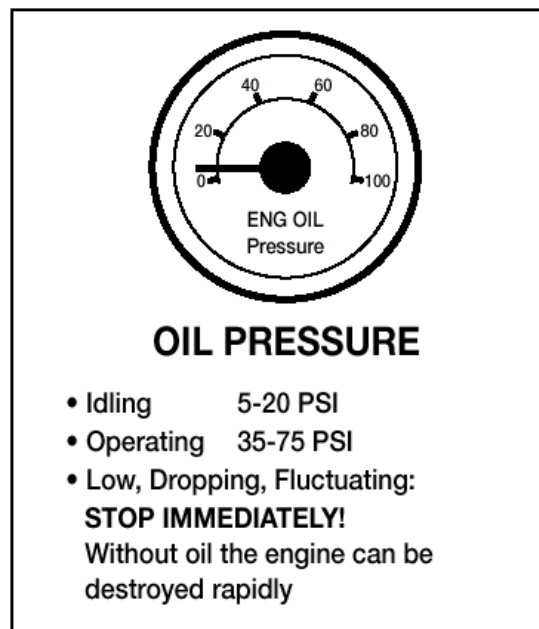 40 60
20 80
0 100
ENG OIL
Pressure
OIL PRESSURE
• Idling 5-20 PSI
• Operating 35-75 PSI
• Low, Dropping, Fluctuating:
STOP IMMEDIATELY!
Without oil the engine can be
destroyed rapidly